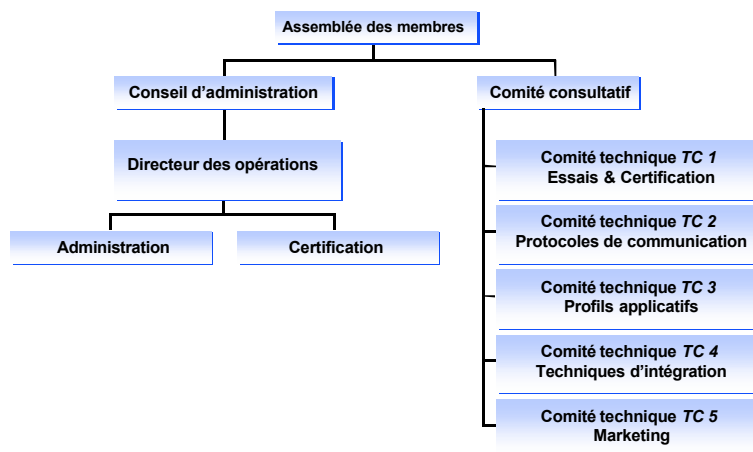 Assemblée des membres
Conseil d'administration
Comité consultatif
Directeur des opérations
Administration
Certification
Comité technique TC 1
Essais & Certification
Comité technique TC 2
Protocoles de communication
Comité technique TC 3
Profils applicatifs
Comité technique TC 4
Techniques d'intégration
Comité technique TC 5
Marketing